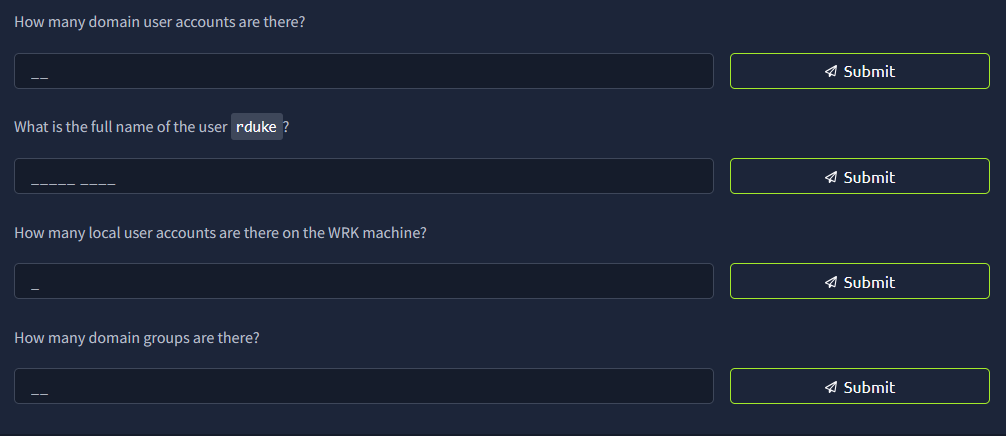 How many domain user accounts are there?
__ Submit
What is the full name of the user rduke ?
_____ ____ Submit
How many local user accounts are there on the WRK machine?
_ Submit
How many domain groups are there?
__ Submit